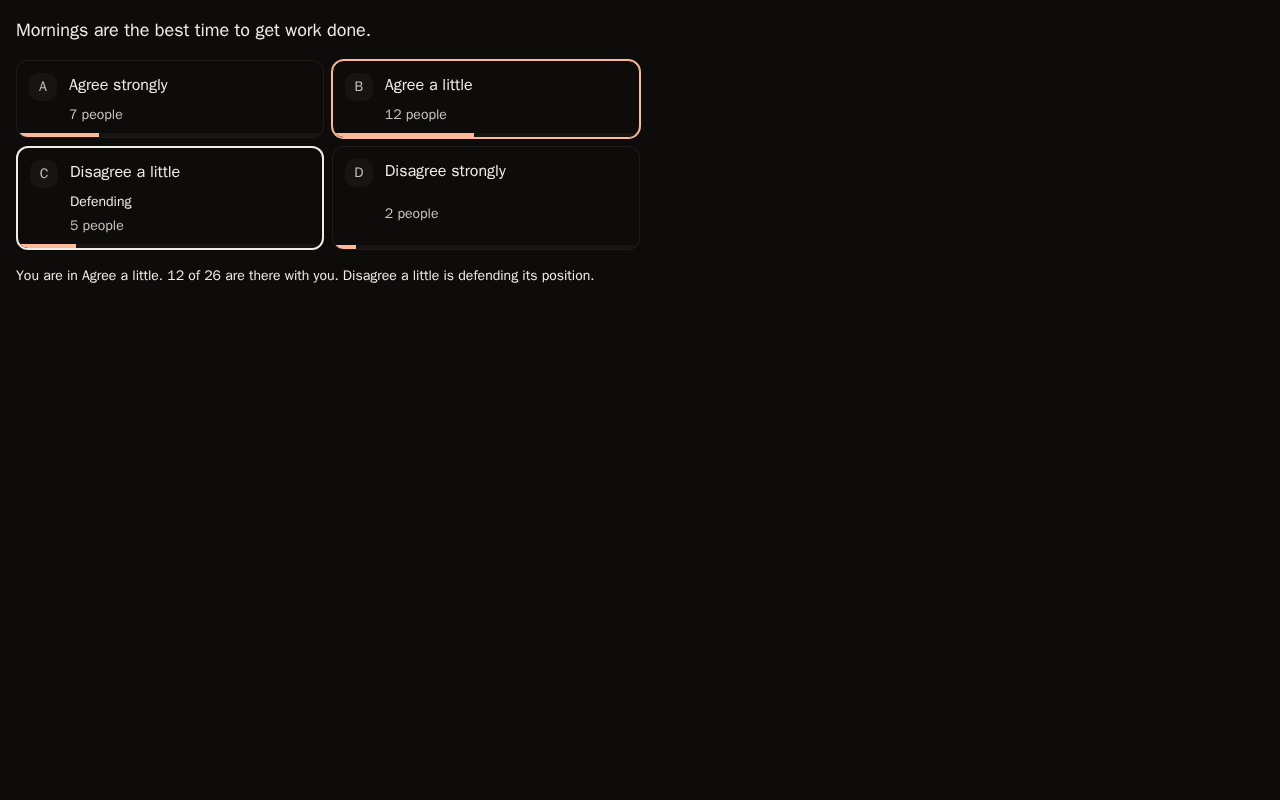 Mornings are the best time to get work done.
A Agree strongly
7 people
B Agree a little
12 people
C Disagree a little
Defending
5 people
D Disagree strongly
2 people
You are in Agree a little. 12 of 26 are there with you. Disagree a little is defending its position.